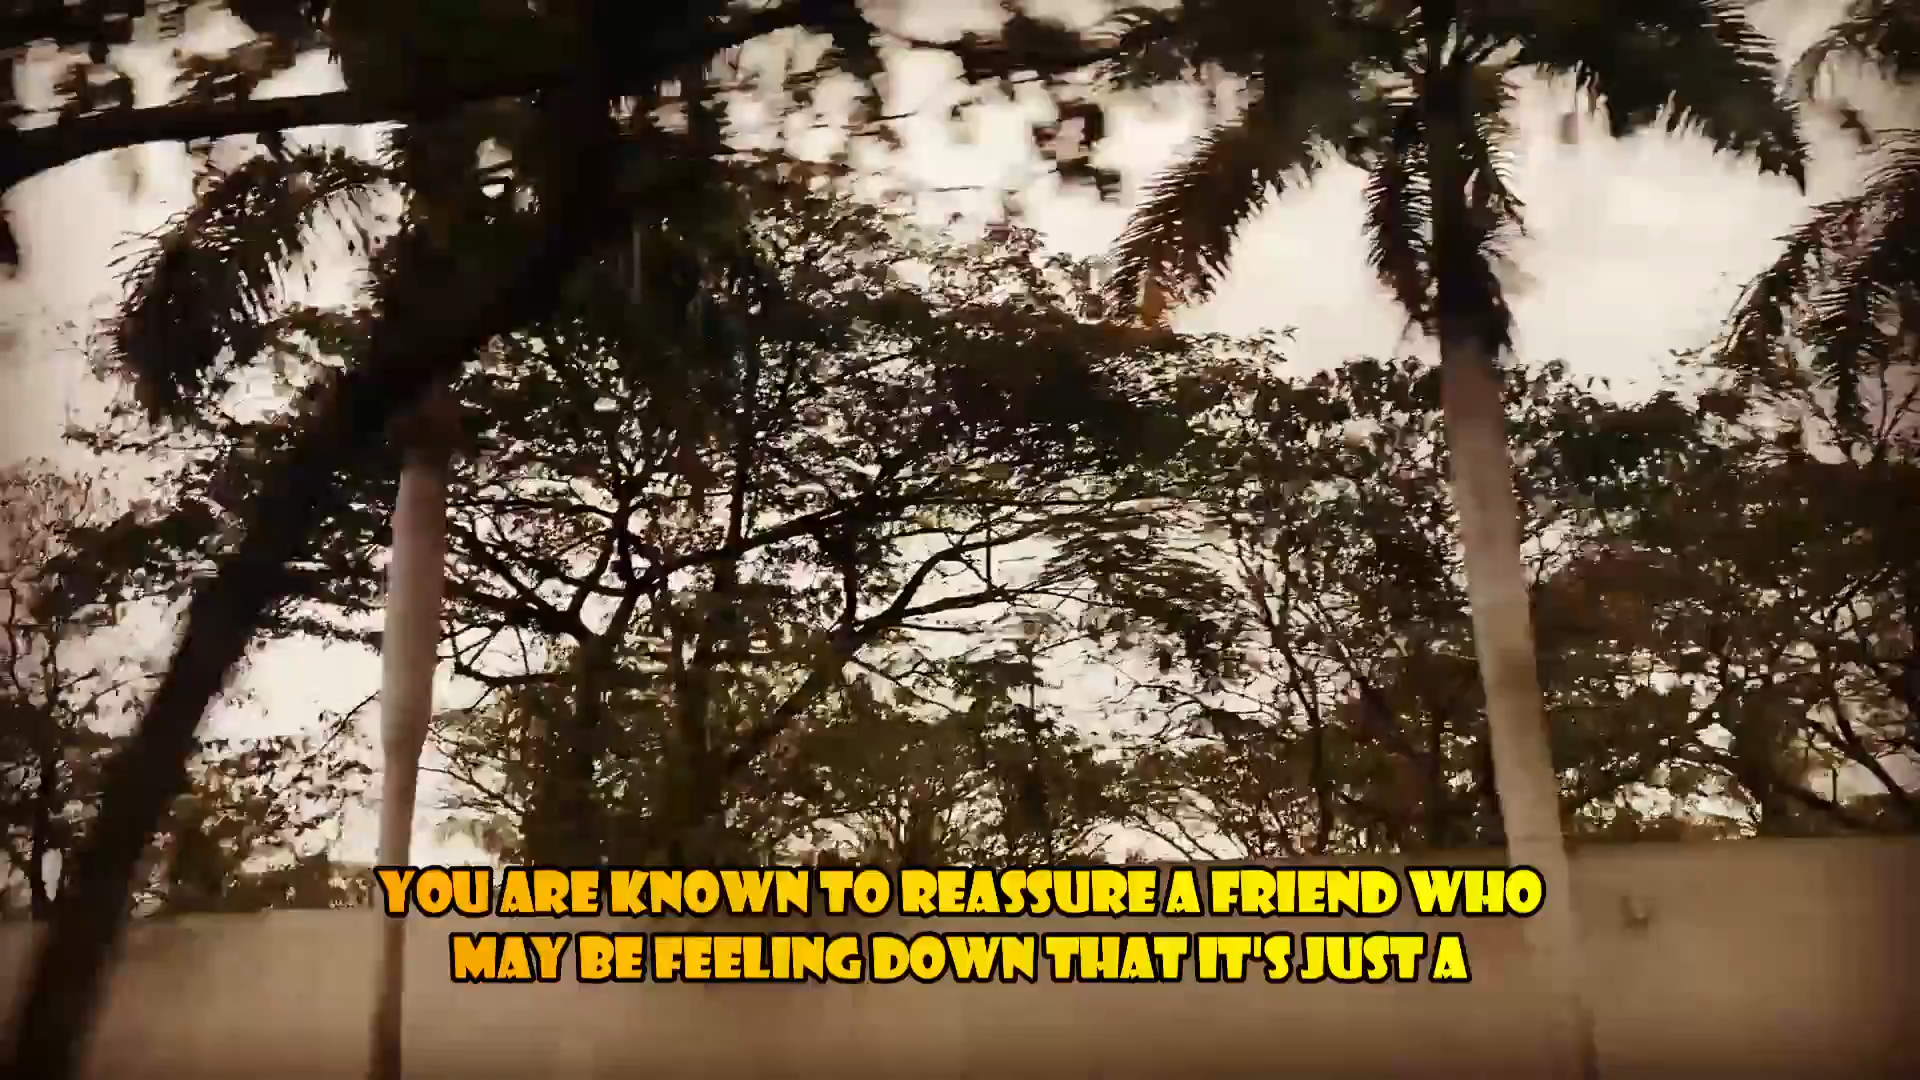 YOU ARE KNOWN TO REASSURE A FRIEND WHO
MAY BE FEELING DOWN THAT IT'S JUST A